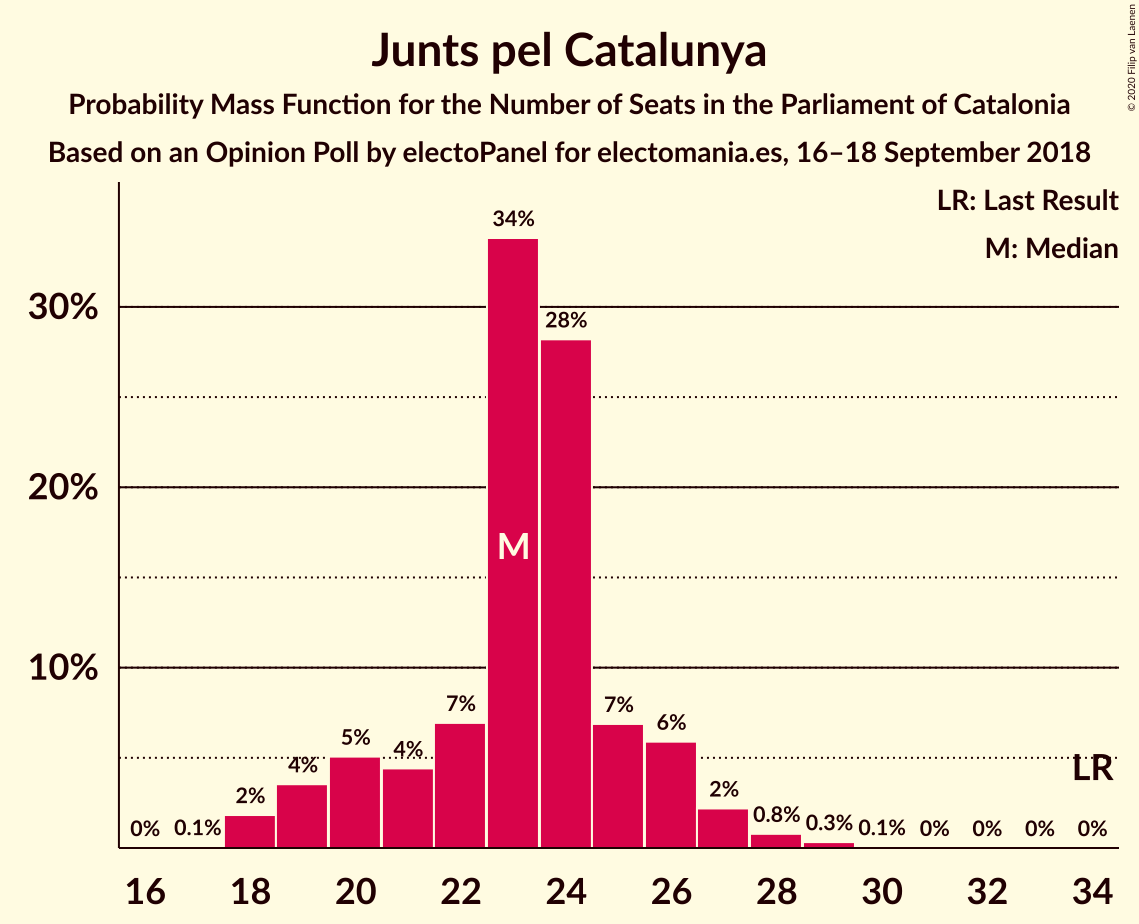 Junts pel Catalunya
Probability Mass Function for the Number of Seats in the Parliament of Catalonia
Based on an Opinion Poll by electoPanel for electomania.es, 16–18 September 2018
© 2020 Filip van Laenen
LR: Last Result
M: Median
30%
20%
10%
0% 0.1% 2% 4% 5% 4% 7% 34% 28% 7% 6% 2% 0.8% 0.3% 0.1% 0% 0% 0% 0%
M
LR
16 18 20 22 24 26 28 30 32 34